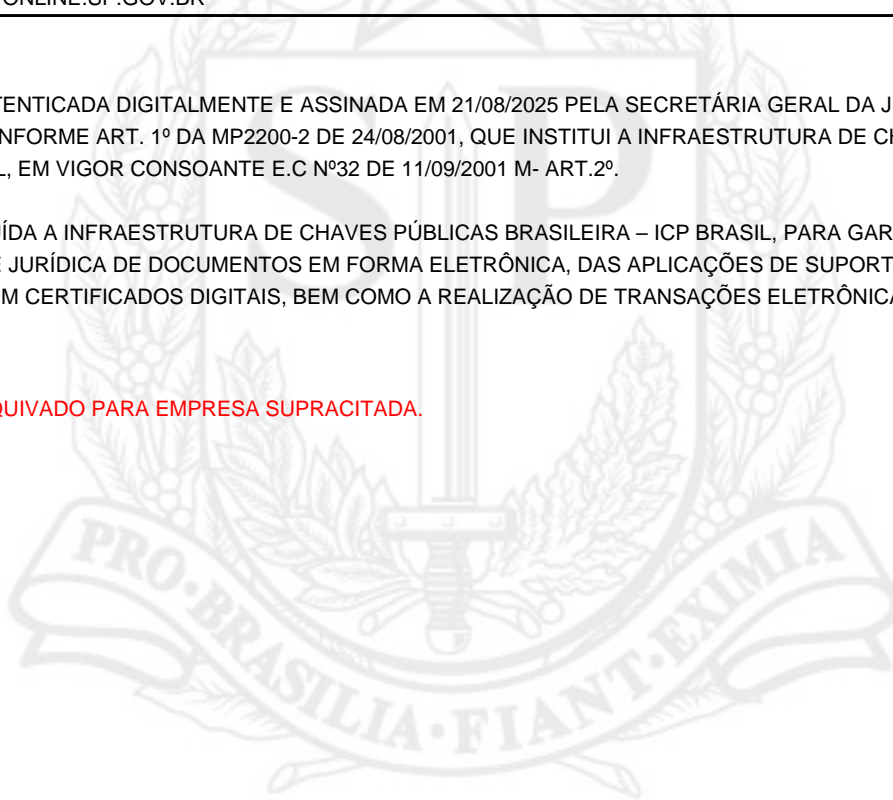 ONLINE.SP.GOV.BR
TENTICADA DIGITALMENTE E ASSINADA EM 21/08/2025 PELA SECRETÁRIA GERAL DA J
NFORME ART. 1º DA MP2200-2 DE 24/08/2001, QUE INSTITUI A INFRAESTRUTURA DE CH
L, EM VIGOR CONSOANTE E.C Nº32 DE 11/09/2001 M- ART.2º.
ÍDA A INFRAESTRUTURA DE CHAVES PÚBLICAS BRASILEIRA – ICP BRASIL, PARA GAR
E JURÍDICA DE DOCUMENTOS EM FORMA ELETRÔNICA, DAS APLICAÇÕES DE SUPORT
M CERTIFICADOS DIGITAIS, BEM COMO A REALIZAÇÃO DE TRANSAÇÕES ELETRÔNICA
QUIVADO PARA EMPRESA SUPRACITADA.
SP
PRO·BRASILIA·FIANT·EXIMIA